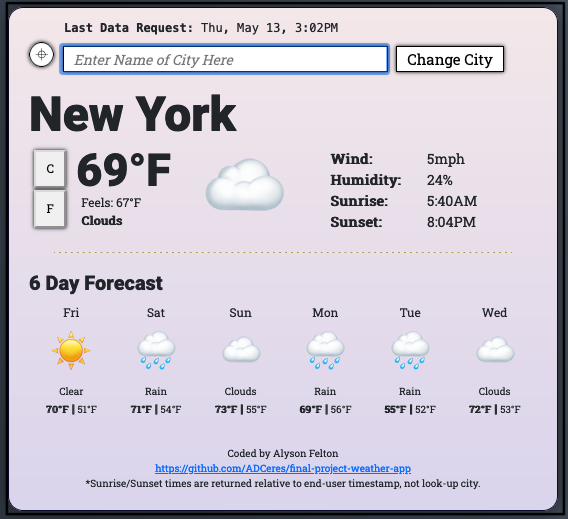 Last Data Request: Thu, May 13, 3:02PM
Enter Name of City Here
Change City
New York
C
69°F
F
Feels: 67°F
Clouds
Wind: 5mph
Humidity: 24%
Sunrise: 5:40AM
Sunset: 8:04PM
6 Day Forecast
Fri Sat Sun Mon Tue Wed
Clear Rain Clouds Rain Rain Clouds
70°F | 51°F 71°F | 54°F 73°F | 55°F 69°F | 56°F 55°F | 52°F 72°F | 53°F
Coded by Alyson Felton
https://github.com/ADCeres/final-project-weather-app
*Sunrise/Sunset times are returned relative to end-user timestamp, not look-up city.